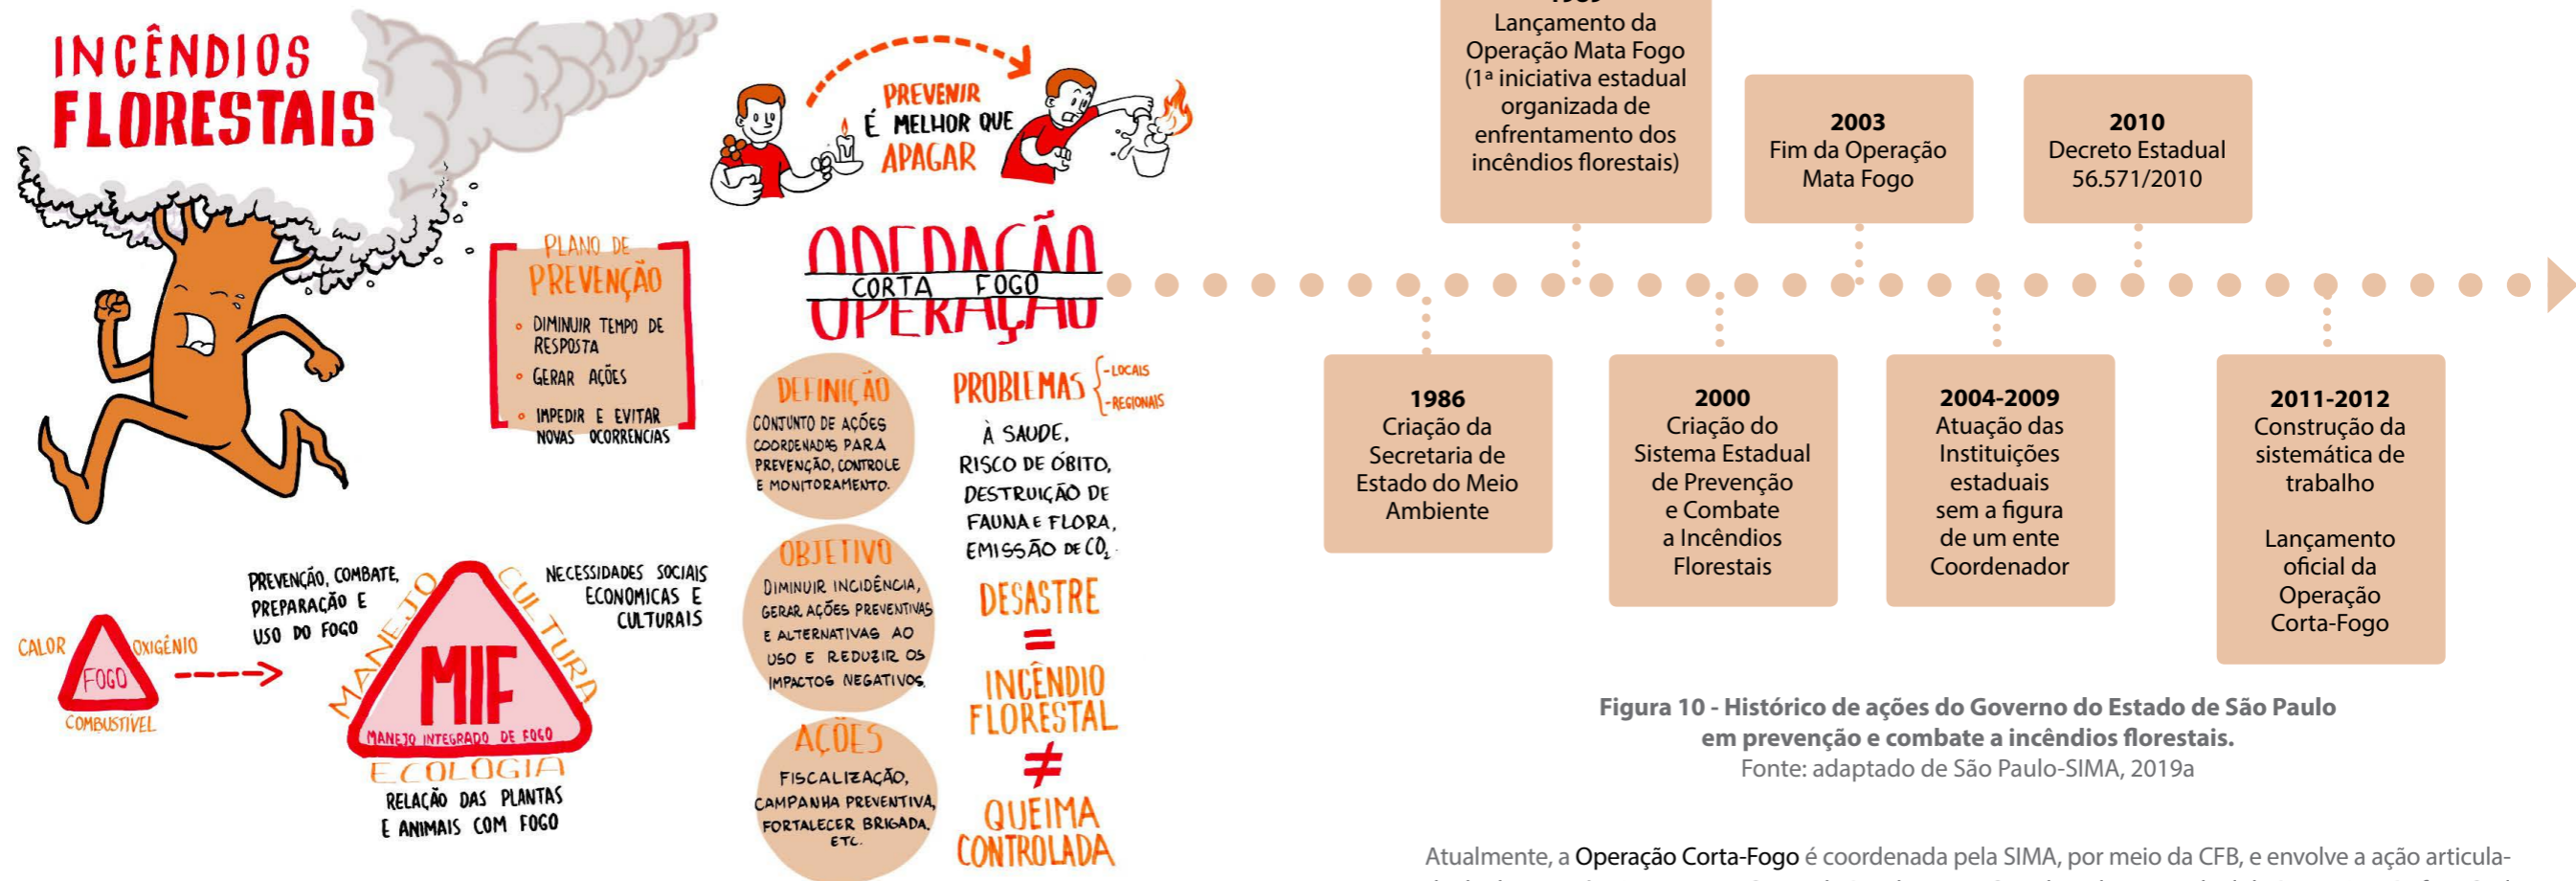 INCÊNDIOS
FLORESTAIS
PREVENIR
É MELHOR QUE
APAGAR
PLANO DE
PREVENÇÃO
DIMINUIR TEMPO DE
RESPOSTA
GERAR AÇÕES
IMPEDIR E EVITAR
NOVAS OCORRENCIAS
CALOR
OXIGÊNIO
FOGO
COMBUSTÍVEL
PREVENÇÃO, COMBATE,
PREPARAÇÃO E
USO DO FOGO
MANEJO
CULTURA
NECESSIDADES SOCIAIS
ECONOMICAS E
CULTURAIS
MIF
MANEJO INTEGRADO DE FOGO
ECOLOGIA
RELAÇÃO DAS PLANTAS
E ANIMAIS COM FOGO
OPERAÇÃO
CORTA FOGO
OPERAÇÃO
DEFINIÇÃO
CONJUNTO DE AÇÕES
COORDENADAS PARA
PREVENÇÃO, CONTROLE
E MONITORAMENTO.
OBJETIVO
DIMINUIR INCIDÊNCIA,
GERAR AÇÕES PREVENTIVAS
E ALTERNATIVAS AO
USO E REDUZIR OS
IMPACTOS NEGATIVOS.
AÇÕES
FISCALIZAÇÃO,
CAMPANHA PREVENTIVA,
FORTALECER BRIGADA,
ETC.
PROBLEMAS
-LOCAIS
-REGIONAIS
À SAUDE,
RISCO DE ÓBITO,
DESTRUIÇÃO DE
FAUNA E FLORA,
EMISSÃO DE CO₂.
DESASTRE
=
INCÊNDIO
FLORESTAL
≠
QUEIMA
CONTROLADA
Lançamento da
Operação Mata Fogo
(1ª iniciativa estadual
organizada de
enfrentamento dos
incêndios florestais)
2003
Fim da Operação
Mata Fogo
2010
Decreto Estadual
56.571/2010
1986
Criação da
Secretaria de
Estado do Meio
Ambiente
2000
Criação do
Sistema Estadual
de Prevenção
e Combate
a Incêndios
Florestais
2004-2009
Atuação das
Instituições
estaduais
sem a figura
de um ente
Coordenador
2011-2012
Construção da
sistemática de
trabalho
Lançamento
oficial da
Operação
Corta-Fogo
Figura 10 - Histórico de ações do Governo do Estado de São Paulo
em prevenção e combate a incêndios florestais.
Fonte: adaptado de São Paulo-SIMA, 2019a
Atualmente, a Operação Corta-Fogo é coordenada pela SIMA, por meio da CFB, e envolve a ação articula-